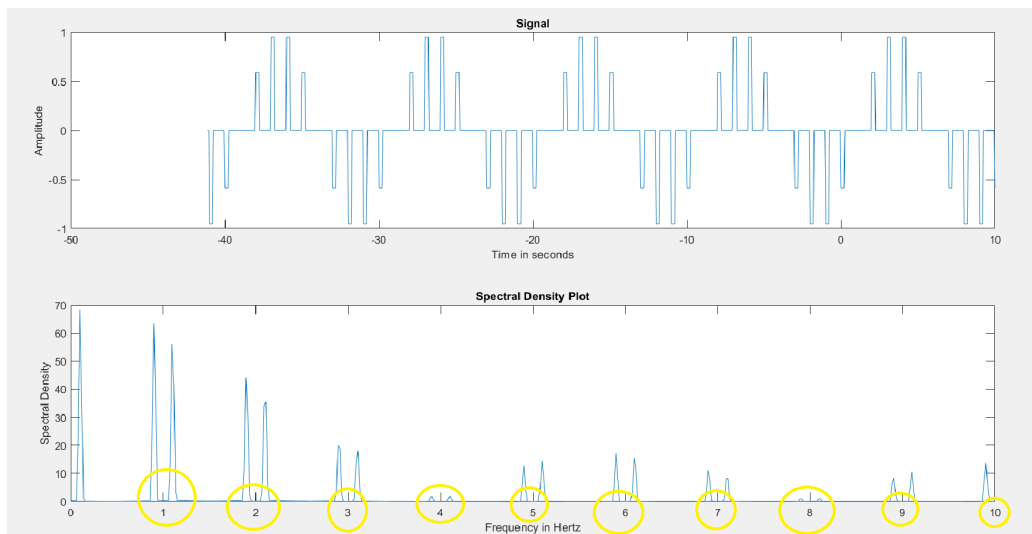 Signal
1
0.5
0
-0.5
-1
Amplitude
-50 -40 -30 -20 -10 0 10
Time in seconds
Spectral Density Plot
70
60
50
40
30
20
10
0
Spectral Density
0 1 2 3 4 5 6 7 8 9 10
Frequency in Hertz